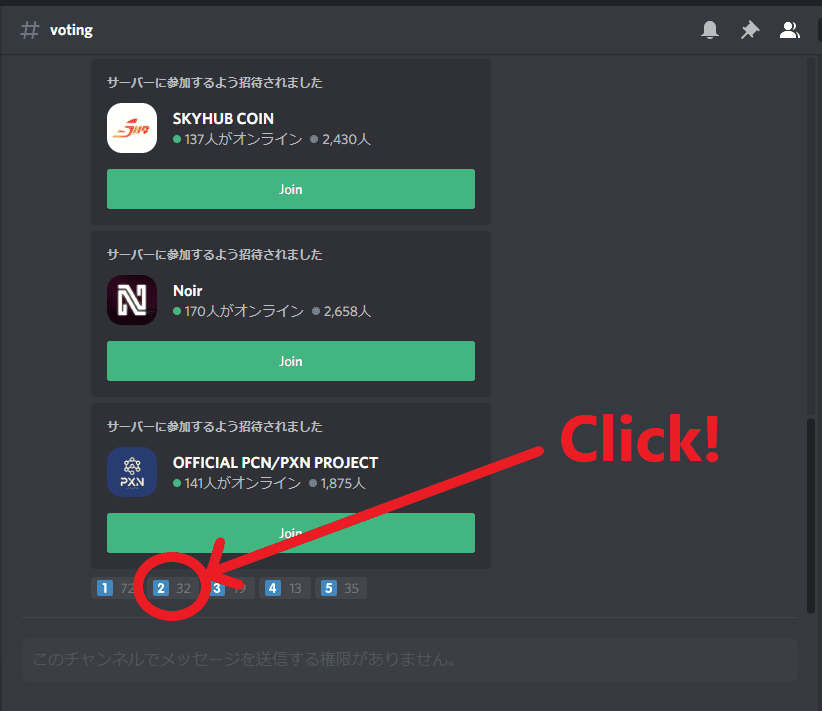 # voting
サーバーに参加するよう招待されました
SKYHUB COIN
137人がオンライン 2,430人
Join
サーバーに参加するよう招待されました
N
Noir
170人がオンライン 2,658人
Join
Click!
サーバーに参加するよう招待されました
PXN
OFFICIAL PCN/PXN PROJECT
141人がオンライン 1,875人
Join
1 72 2 32 3 19 4 13 5 35
このチャンネルでメッセージを送信する権限がありません。